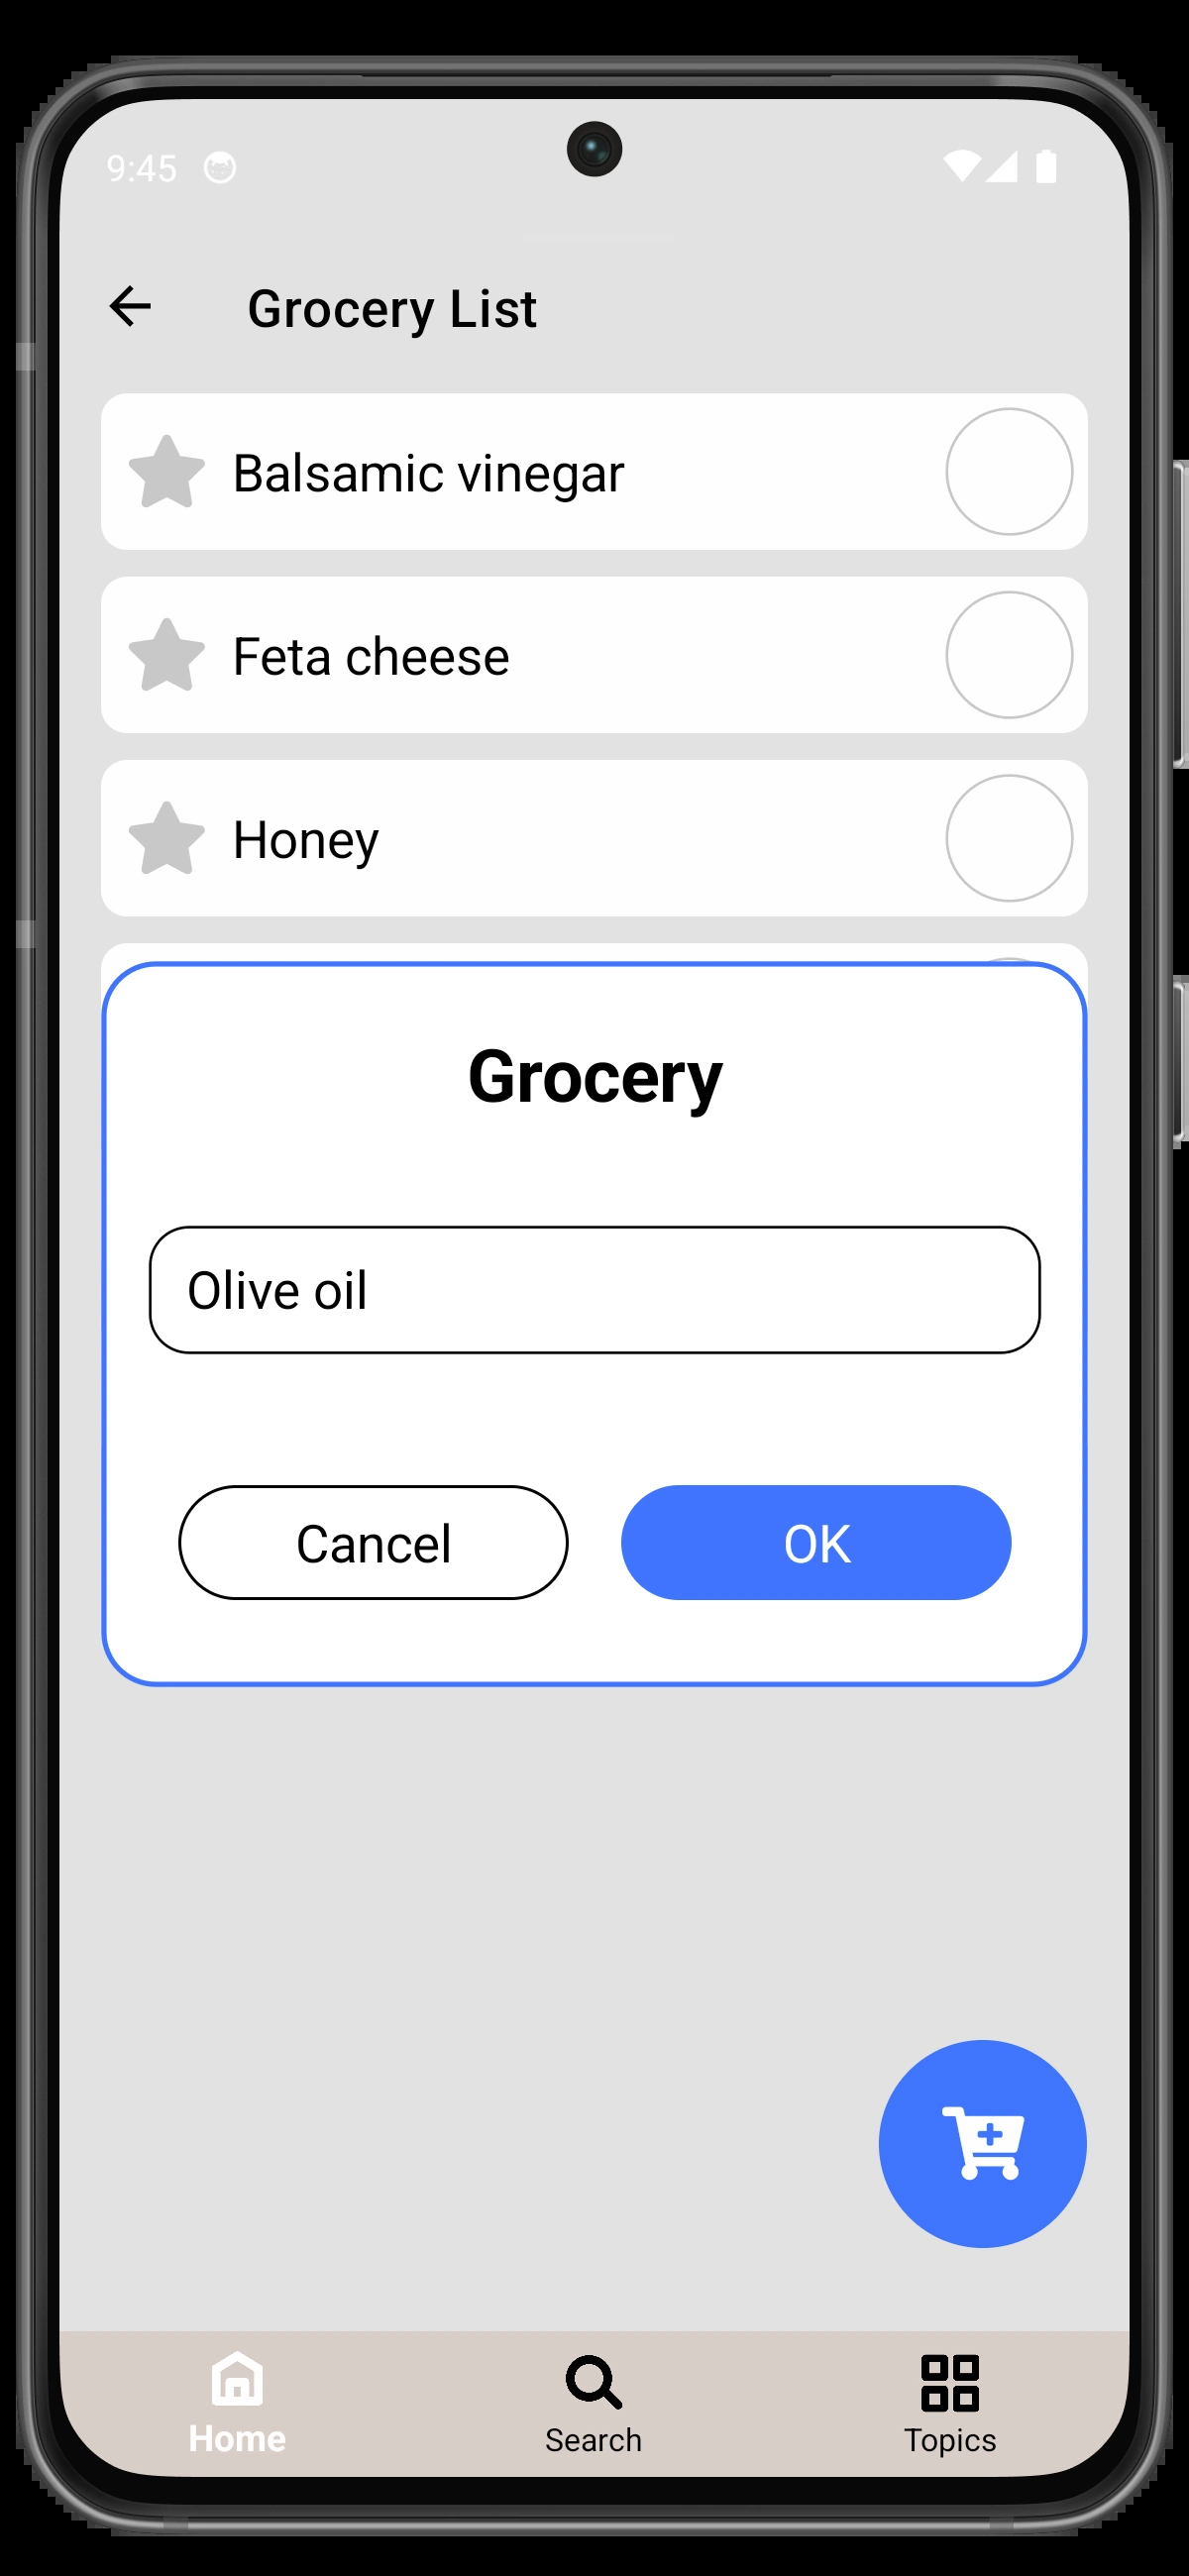 9:45
Grocery List
Balsamic vinegar
Feta cheese
Honey
Grocery
Olive oil
Cancel
OK
Home
Search
Topics